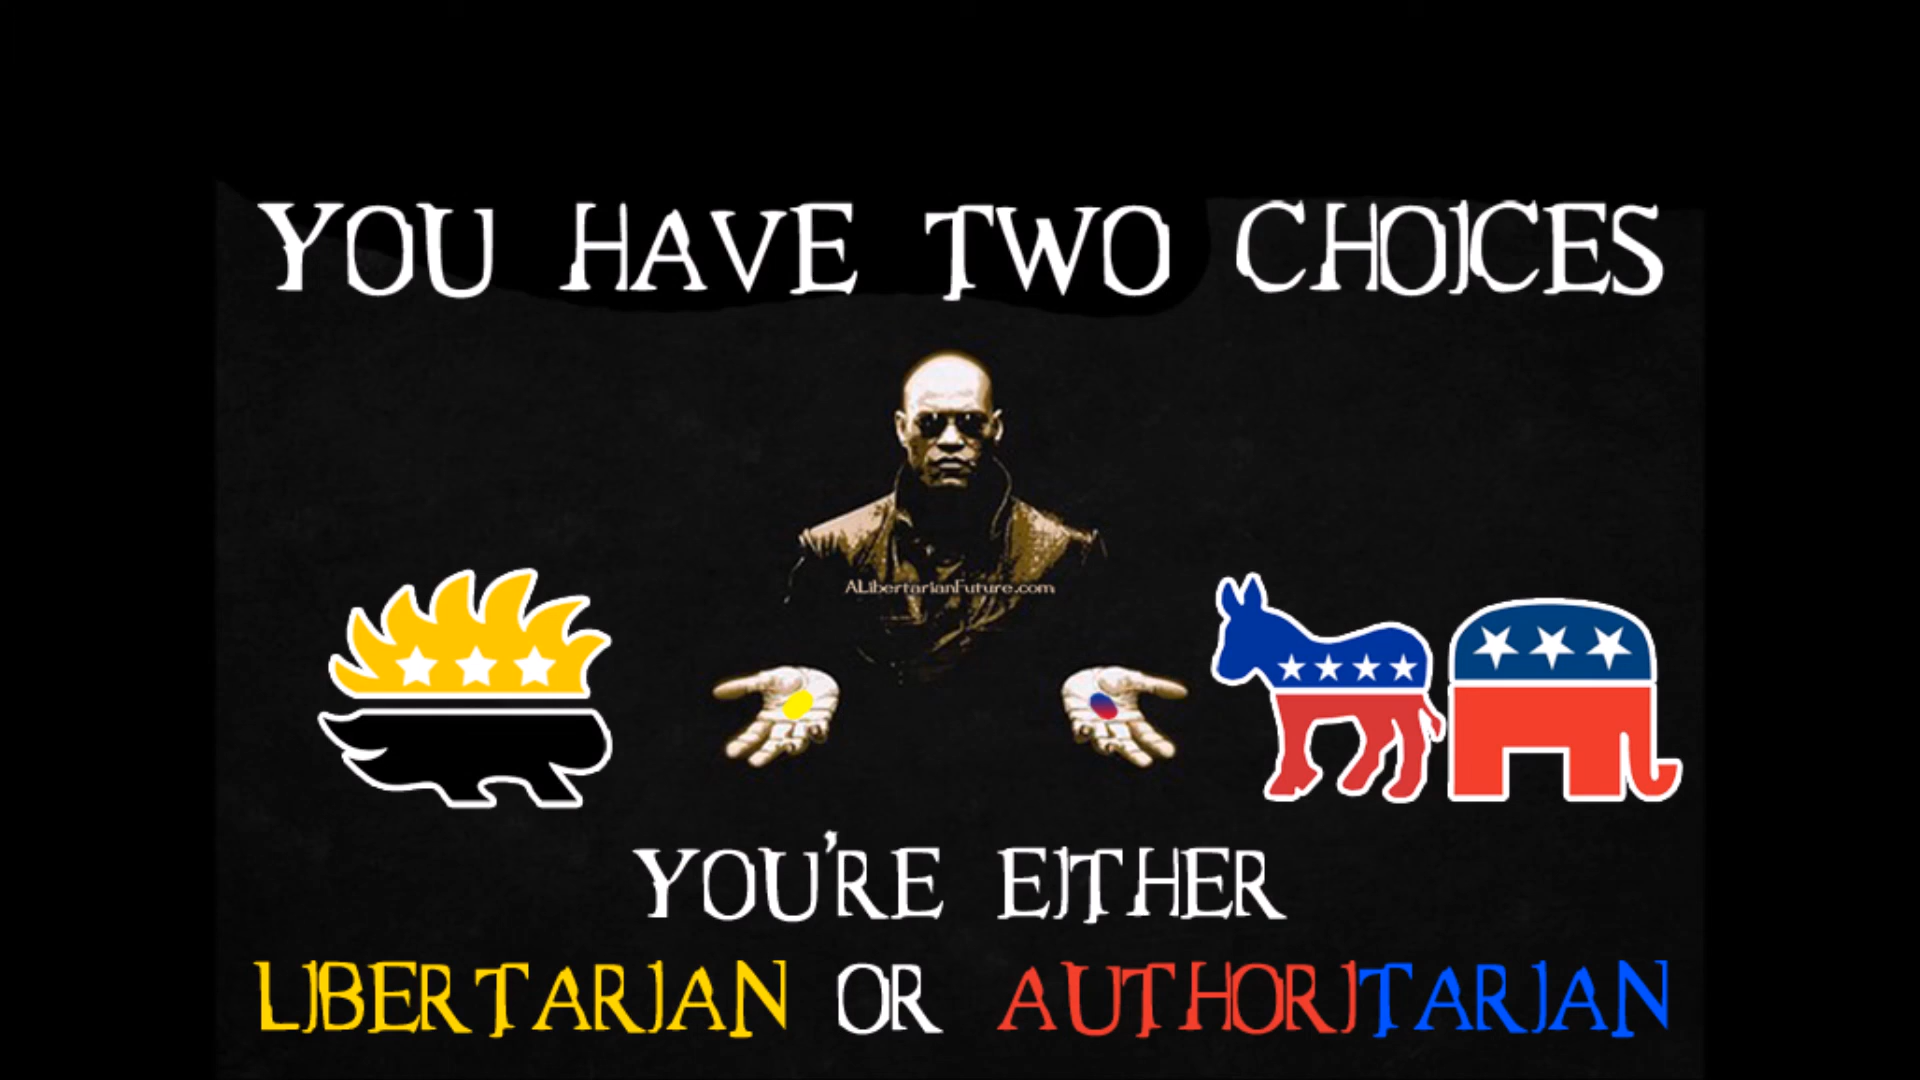 YOU HAVE TWO CHOICES
ALibertarianFuture.com
YOU'RE EITHER
LIBERTARIAN OR AUTHORITARIAN